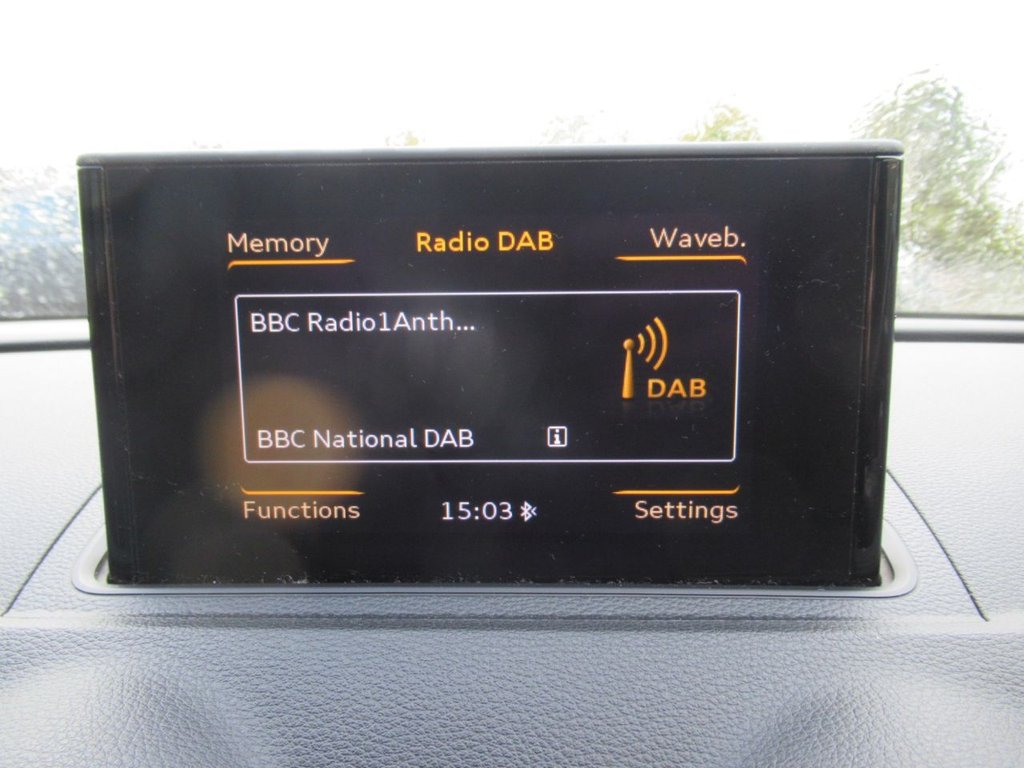 Memory Radio DAB Waveb.
BBC Radio1Anth...
DAB
BBC National DAB i
Functions 15:03 Settings